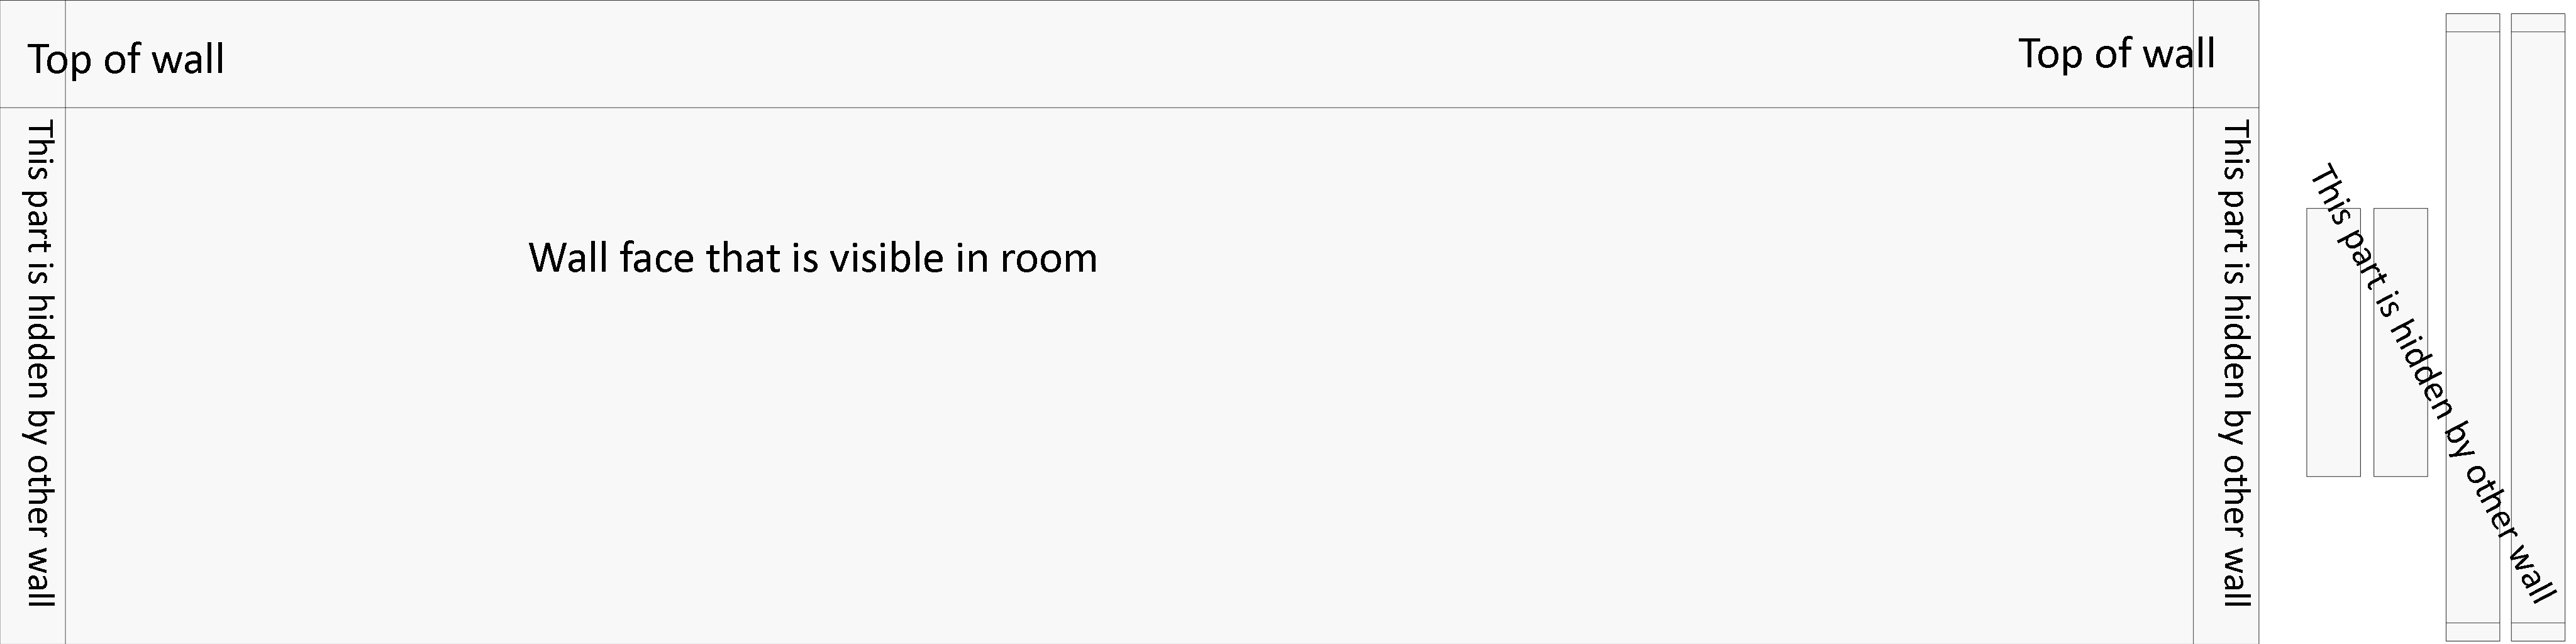 Top of wall
Top of wall
This part is hidden by other wall
Wall face that is visible in room
This part is hidden by other wall
This part is hidden by other wall